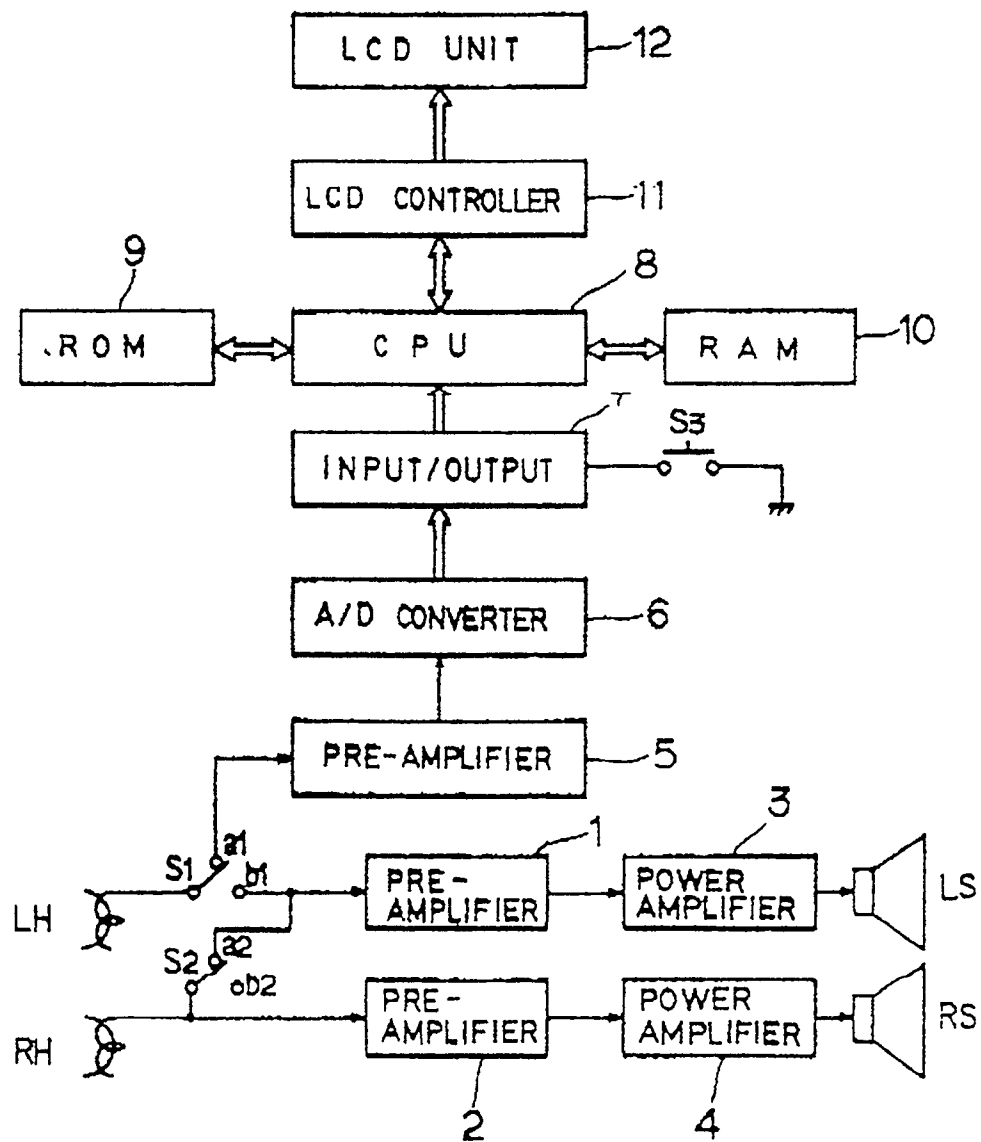 LCD UNIT
12
LCD CONTROLLER
11
9
8
ROM
CPU
RAM
10
7
S3
INPUT/OUTPUT
A/D CONVERTER
6
PRE-AMPLIFIER
5
1
3
S1
a1
b1
PRE-
AMPLIFIER
POWER
AMPLIFIER
LS
LH
S2
a2
b2
PRE-
AMPLIFIER
POWER
AMPLIFIER
RS
RH
2
4